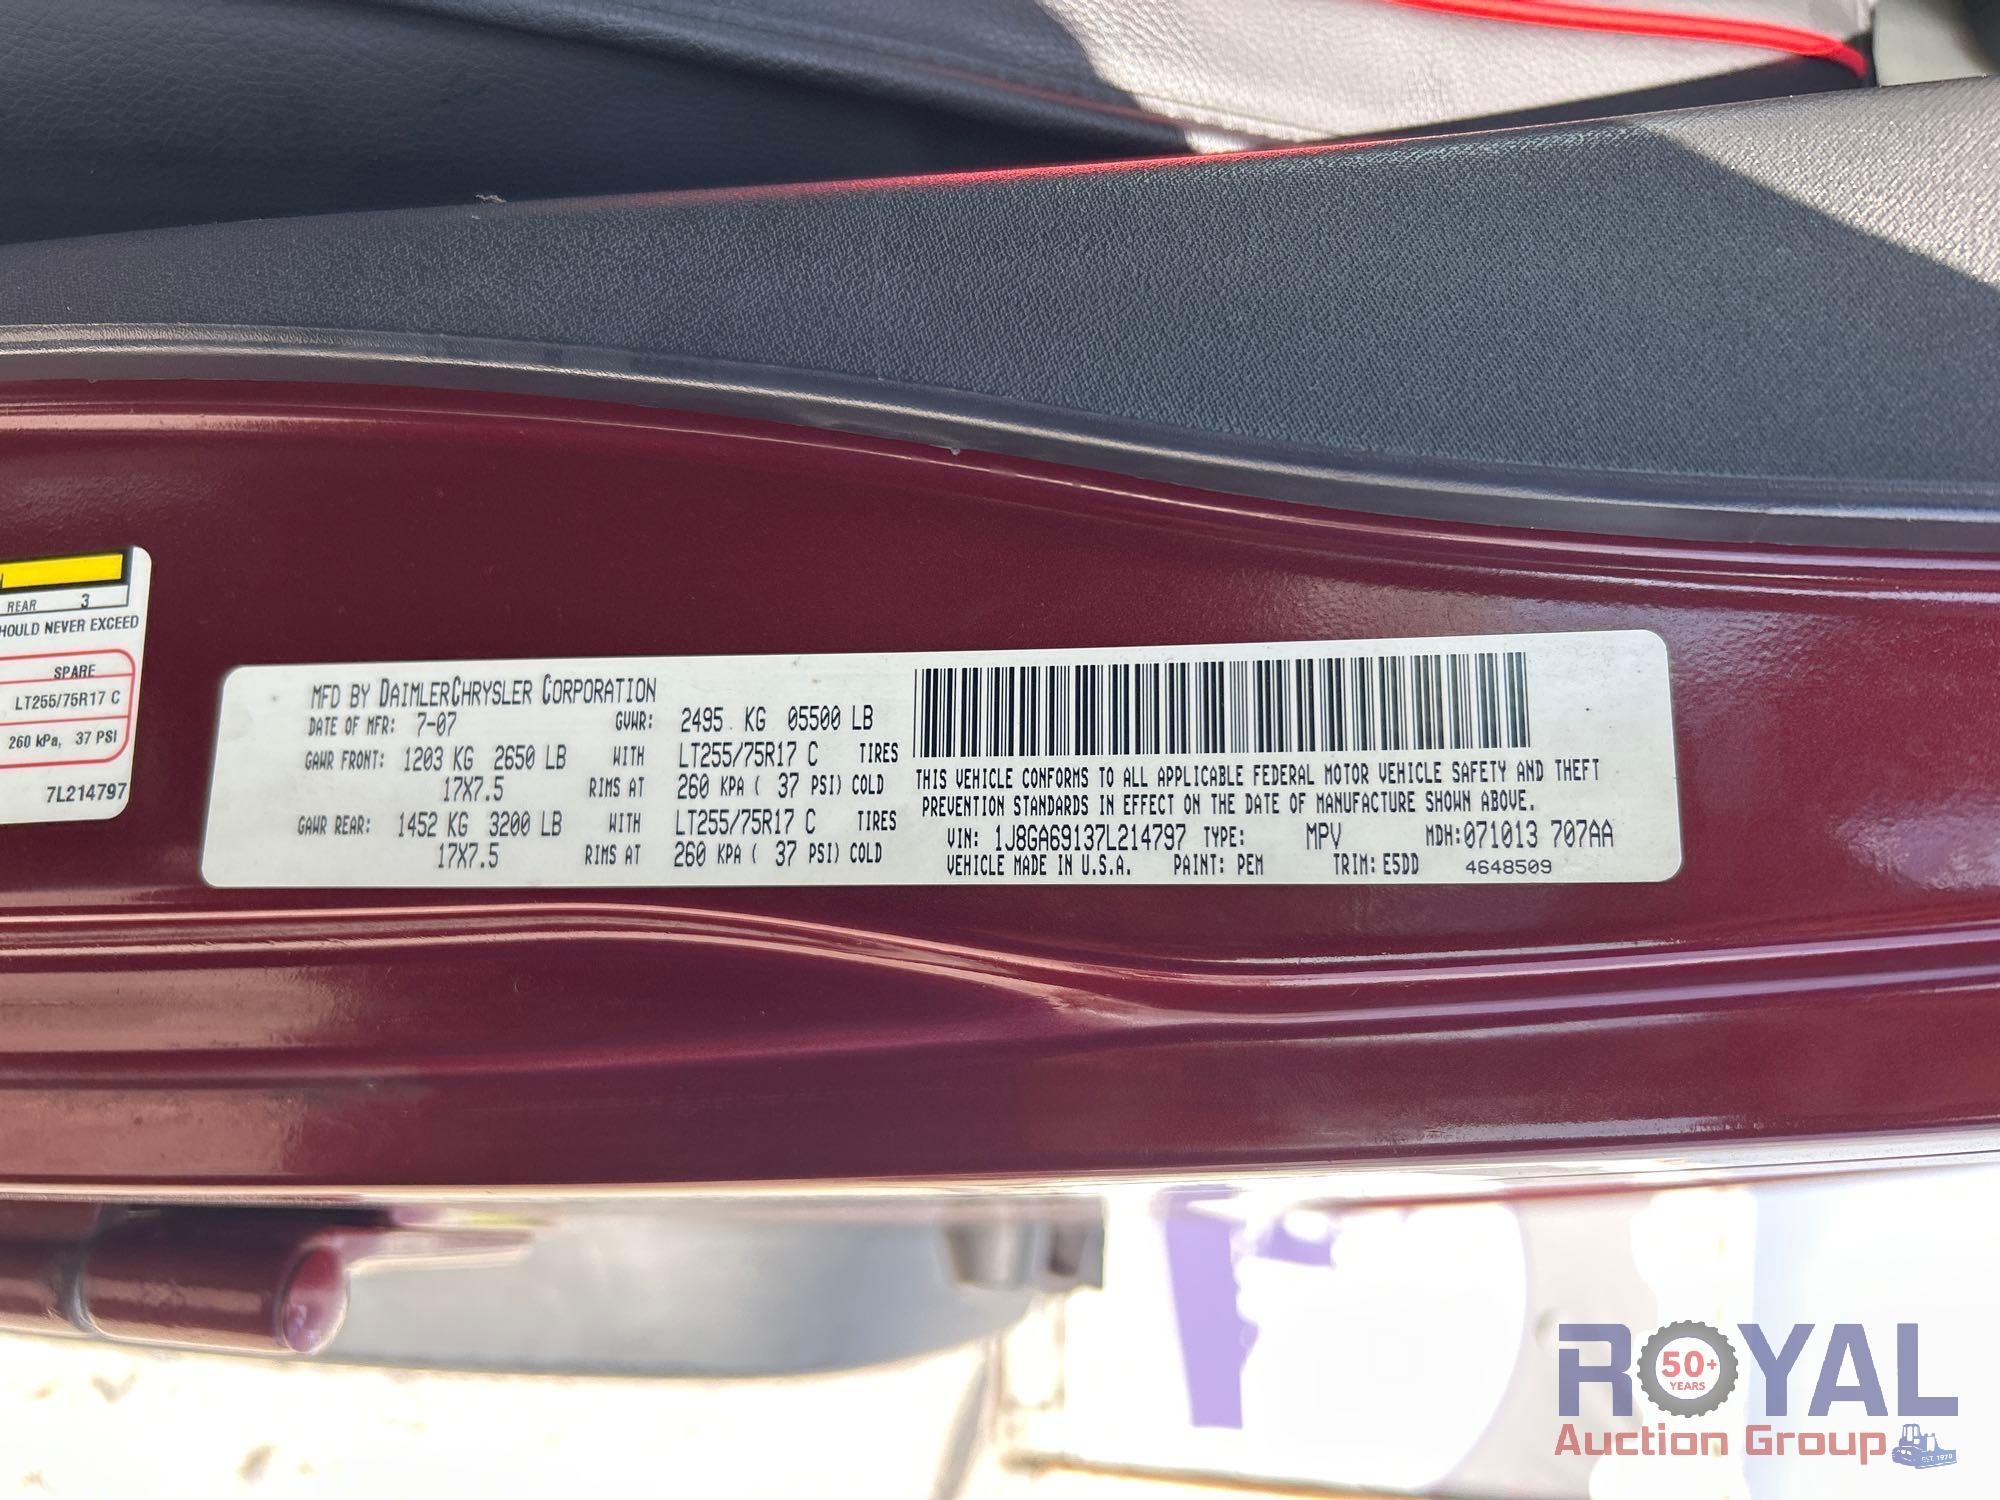 REAR 3
HOULD NEVER EXCEED
SPARE
LT255/75R17 C
260 kPa, 37 PSI
7L214797
MFD BY DAIMLERCHRYSLER CORPORATION
DATE OF MFR: 7-07 GVWR: 2495 KG 05500 LB
GAWR FRONT: 1203 KG 2650 LB WITH LT255/75R17 C TIRES
17X7.5 RIMS AT 260 KPA ( 37 PSI) COLD
GAWR REAR: 1452 KG 3200 LB WITH LT255/75R17 C TIRES
17X7.5 RIMS AT 260 KPA ( 37 PSI) COLD
THIS VEHICLE CONFORMS TO ALL APPLICABLE FEDERAL MOTOR VEHICLE SAFETY AND THEFT
PREVENTION STANDARDS IN EFFECT ON THE DATE OF MANUFACTURE SHOWN ABOVE.
VIN: 1J8GA69137L214797 TYPE: MPV MDH:071013 707AA
VEHICLE MADE IN U.S.A. PAINT: PEM TRIM: E5DD 4648509
ROYAL
50+
YEARS
Auction Group
EST. 1970